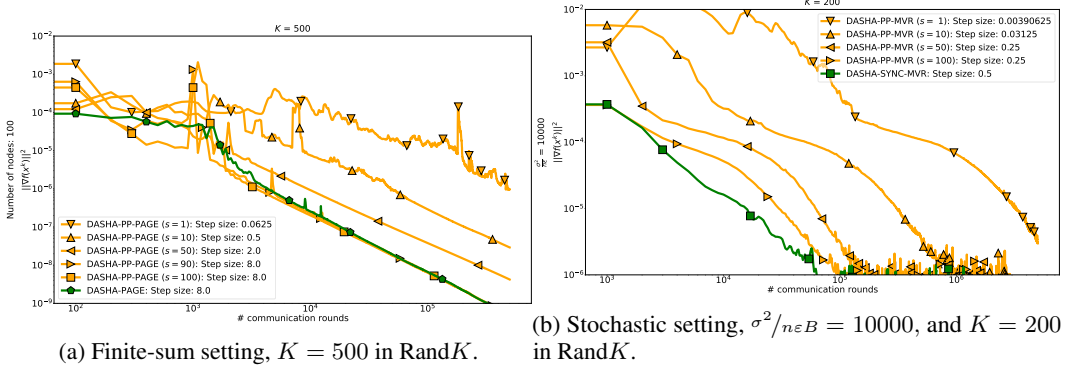 K = 500
Number of nodes: 100
||∇f(x^k)||^2
10^-2
10^-3
10^-4
10^-5
10^-6
10^-7
10^-8
10^-9
DASHA-PP-PAGE (s = 1): Step size: 0.0625
DASHA-PP-PAGE (s = 10): Step size: 0.5
DASHA-PP-PAGE (s = 50): Step size: 2.0
DASHA-PP-PAGE (s = 90): Step size: 8.0
DASHA-PP-PAGE (s = 100): Step size: 8.0
DASHA-PAGE: Step size: 8.0
10^2
10^3
10^4
10^5
# communication rounds
(a) Finite-sum setting, K = 500 in RandK.
K = 200
σ^2/nεB = 10000
||∇f(x^k)||^2
10^-2
10^-3
10^-4
10^-5
10^-6
DASHA-PP-MVR (s = 1): Step size: 0.00390625
DASHA-PP-MVR (s = 10): Step size: 0.03125
DASHA-PP-MVR (s = 50): Step size: 0.25
DASHA-PP-MVR (s = 100): Step size: 0.25
DASHA-SYNC-MVR: Step size: 0.5
10^3
10^4
10^5
10^6
# communication rounds
(b) Stochastic setting, σ^2/nεB = 10000, and K = 200
in RandK.